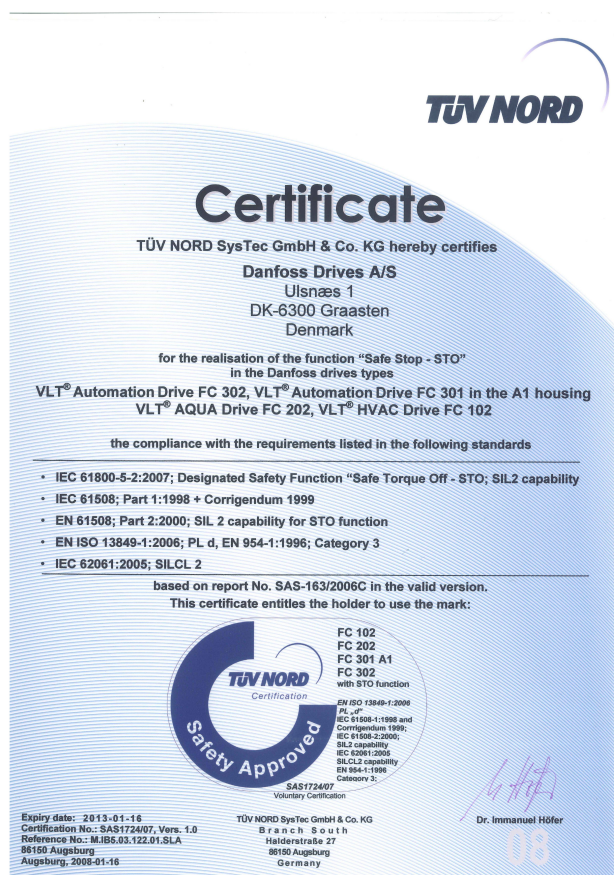 TÜV NORD
Certificate
TÜV NORD SysTec GmbH & Co. KG hereby certifies
Danfoss Drives A/S
Ulsnæs 1
DK-6300 Graasten
Denmark
for the realisation of the function “Safe Stop - STO”
in the Danfoss drives types
VLT® Automation Drive FC 302, VLT® Automation Drive FC 301 in the A1 housing
VLT® AQUA Drive FC 202, VLT® HVAC Drive FC 102
the compliance with the requirements listed in the following standards
• IEC 61800-5-2:2007; Designated Safety Function “Safe Torque Off - STO; SIL2 capability
• IEC 61508; Part 1:1998 + Corrigendum 1999
• EN 61508; Part 2:2000; SIL 2 capability for STO function
• EN ISO 13849-1:2006; PL d, EN 954-1:1996; Category 3
• IEC 62061:2005; SILCL 2
based on report No. SAS-163/2006C in the valid version.
This certificate entitles the holder to use the mark:
TÜV NORD
Certification
Safety Approved
FC 102
FC 202
FC 301 A1
FC 302
with STO function
EN ISO 13849-1:2006
PL „d“
IEC 61508-1:1998 and
Corrrigendum 1999;
IEC 61508-2:2000;
SIL2 capability
IEC 62061:2005
SILCL2 capability
EN 954-1:1996
Category 3;
SAS1724/07
Voluntary Certification
Expiry date: 2013-01-16
Certification No.: SAS1724/07, Vers. 1.0
Reference No.: M.IB5.03.122.01.SLA
86150 Augsburg
Augsburg, 2008-01-16
TÜV NORD SysTec GmbH & Co. KG
Branch South
Halderstraße 27
86150 Augsburg
Germany
Dr. Immanuel Höfer
08